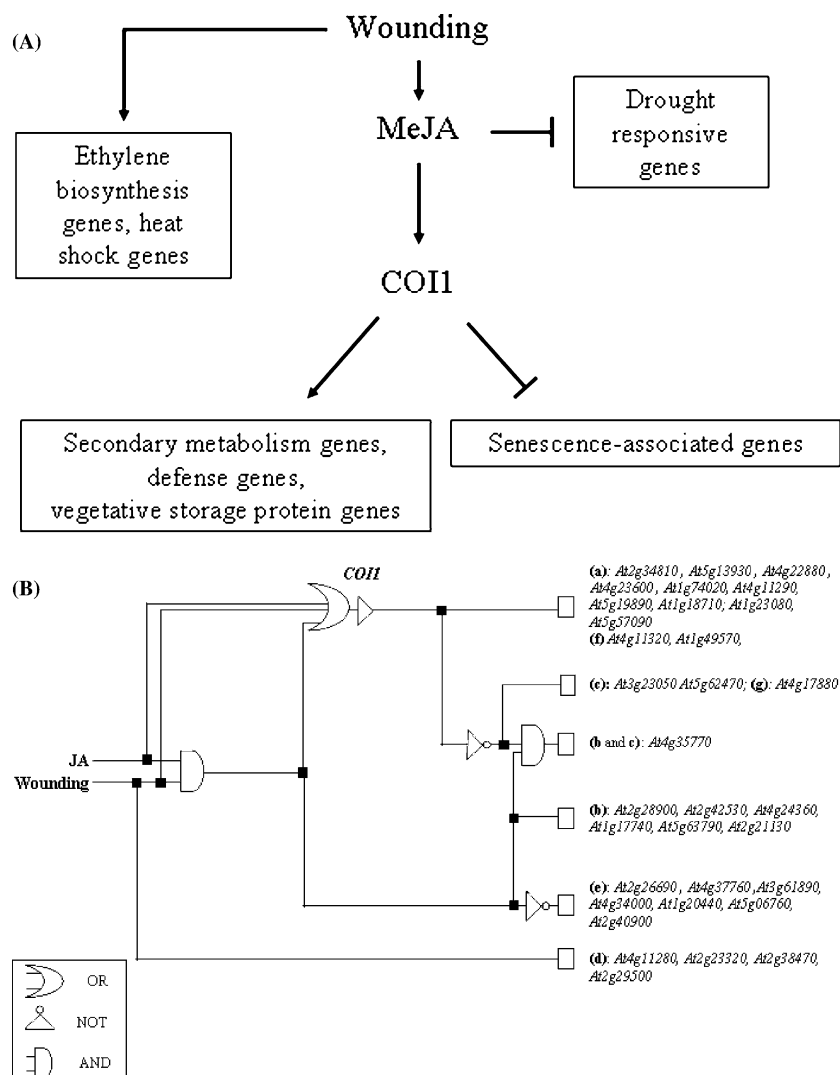 (A)
Wounding
MeJA
Drought
responsive
genes
Ethylene
biosynthesis
genes, heat
shock genes
COI1
Secondary metabolism genes,
defense genes,
vegetative storage protein genes
Senescence-associated genes
(B)
COI1
(a): At2g34810, At5g13930, At4g22880,
At4g23600, At1g74020, At4g11290,
At5g19890, At1g18710; At1g23080,
At5g57090
(f) At4g11320, At1g49570,
(c): At3g23050 At5g62470; (g): At4g17880
(b and c): At4g35770
JA
Wounding
(b): At2g28900, At2g42530, At4g24360,
At1g17740, At5g63790, At2g21130
(e): At2g26690, At4g37760, At3g61890,
At4g34000, At1g20440, At5g06760,
At2g40900
(d): At4g11280, At2g23320, At2g38470,
At2g29500
OR
NOT
AND